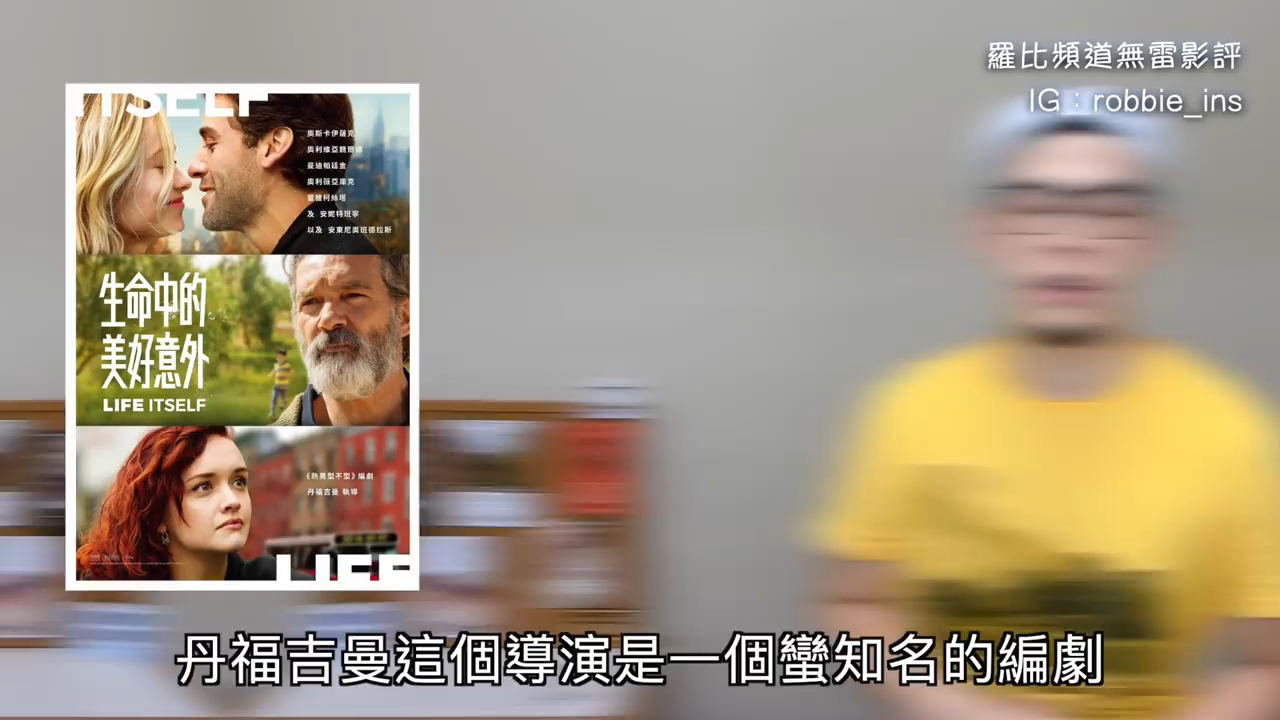 羅比頻道無雷影評
IG：robbie_ins
ITSELF
奧斯卡伊薩克
奧利維亞魏爾德
曼迪帕廷金
奧利薇亞庫克
蕾雅柯絲塔
及 安妮特班寧
以及 安東尼奧班德拉斯
生命中的
美好意外
LIFE ITSELF
《熱男型不型》編劇
丹福吉曼 執導
LIFE
丹福吉曼這個導演是一個蠻知名的編劇